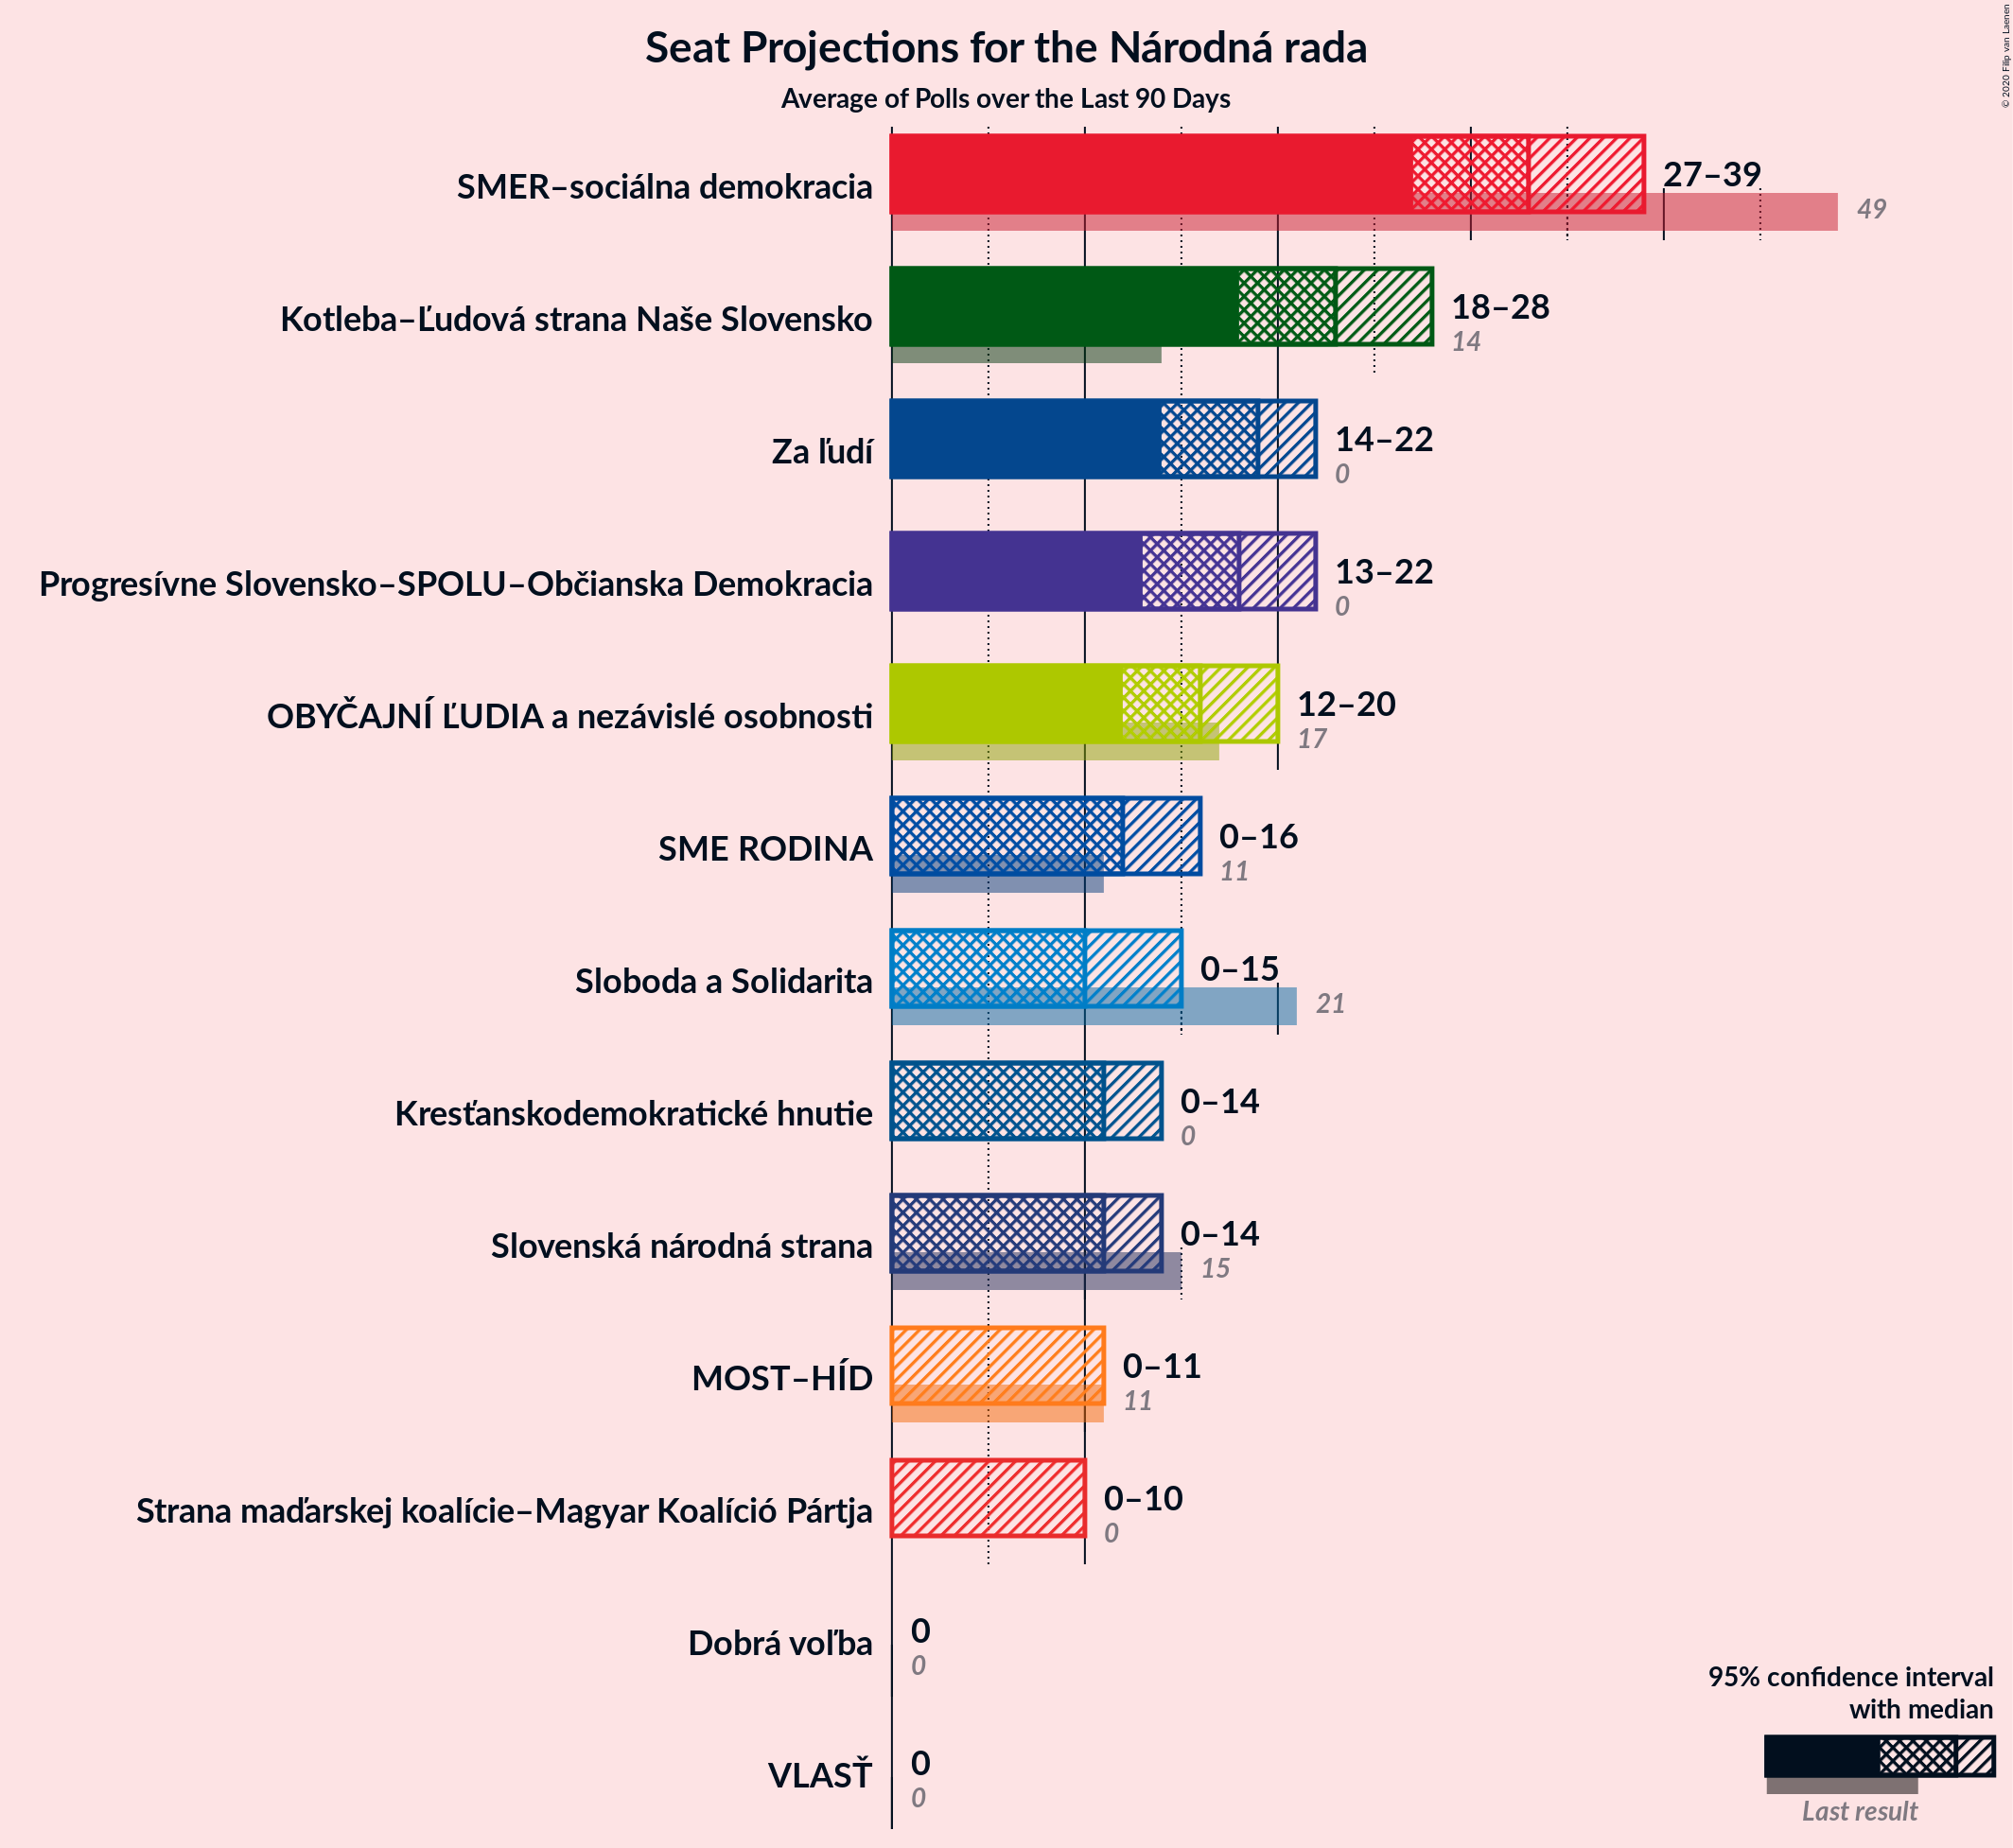 Seat Projections for the Národná rada
Average of Polls over the Last 90 Days
© 2020 Filip van Laenen
SMER–sociálna demokracia
27–39
49
Kotleba–Ľudová strana Naše Slovensko
18–28
14
Za ľudí
14–22
0
Progresívne Slovensko–SPOLU–Občianska Demokracia
13–22
0
OBYČAJNÍ ĽUDIA a nezávislé osobnosti
12–20
17
SME RODINA
0–16
11
Sloboda a Solidarita
0–15
21
Kresťanskodemokratické hnutie
0–14
0
Slovenská národná strana
0–14
15
MOST–HÍD
0–11
11
Strana maďarskej koalície–Magyar Koalíció Pártja
0–10
0
Dobrá voľba
0
0
VLASŤ
0
0
95% confidence interval
with median
Last result